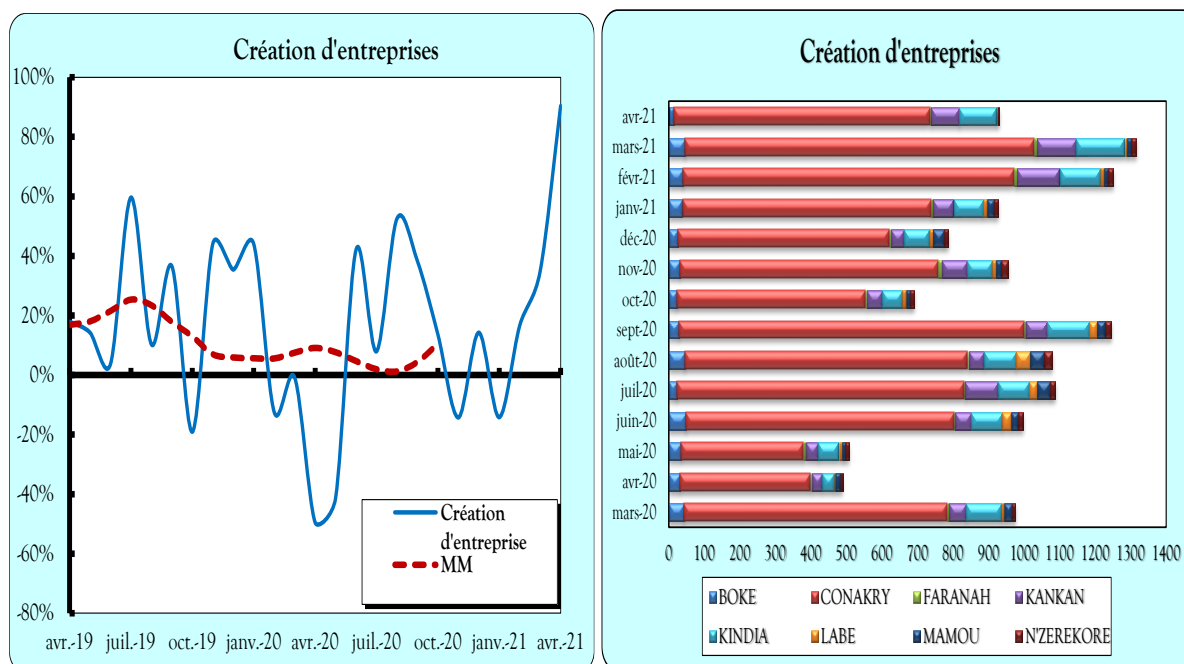 Création d'entreprises
100%
80%
60%
40%
20%
0%
-20%
-40%
-60%
-80%
avr.-19 juil.-19 oct.-19 janv.-20 avr.-20 juil.-20 oct.-20 janv.-21 avr.-21
Création
d'entreprise
MM
Création d'entreprises
avr-21
mars-21
févr-21
janv-21
déc-20
nov-20
oct-20
sept-20
août-20
juil-20
juin-20
mai-20
avr-20
mars-20
0 100 200 300 400 500 600 700 800 900 1000 1100 1200 1300 1400
BOKE CONAKRY FARANAH KANKAN
KINDIA LABE MAMOU N'ZEREKORE